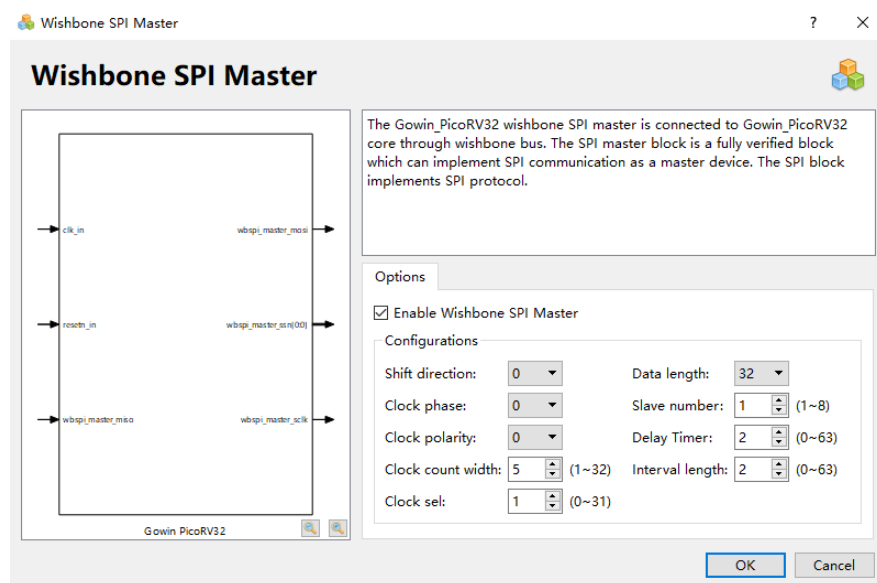 Wishbone SPI Master
?
Wishbone SPI Master
clk_in
wbspi_master_mosi
resetn_in
wbspi_master_ssn(0:0)
wbspi_master_miso
wbspi_master_sclk
Gowin PicoRV32
The Gowin_PicoRV32 wishbone SPI master is connected to Gowin_PicoRV32
core through wishbone bus. The SPI master block is a fully verified block
which can implement SPI communication as a master device. The SPI block
implements SPI protocol.
Options
Enable Wishbone SPI Master
Configurations
Shift direction: 0 Data length: 32
Clock phase: 0 Slave number: 1 (1~8)
Clock polarity: 0 Delay Timer: 2 (0~63)
Clock count width: 5 (1~32) Interval length: 2 (0~63)
Clock sel: 1 (0~31)
OK Cancel